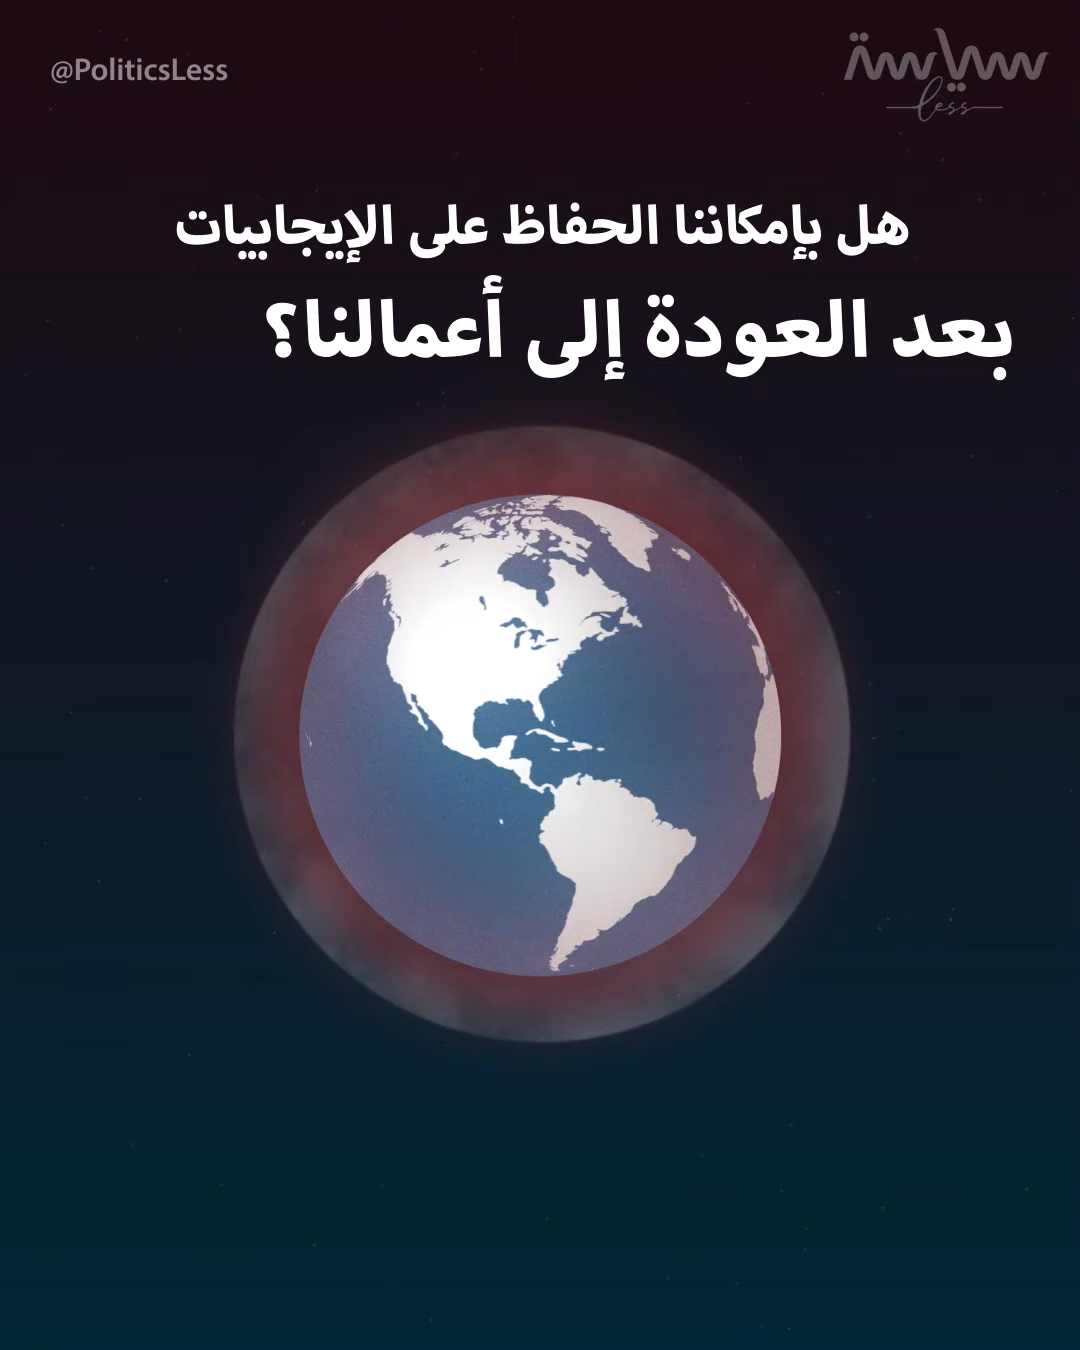 @PoliticsLess
سياسة
less
هل بإمكاننا الحفاظ على الإيجابيات
بعد العودة إلى أعمالنا؟